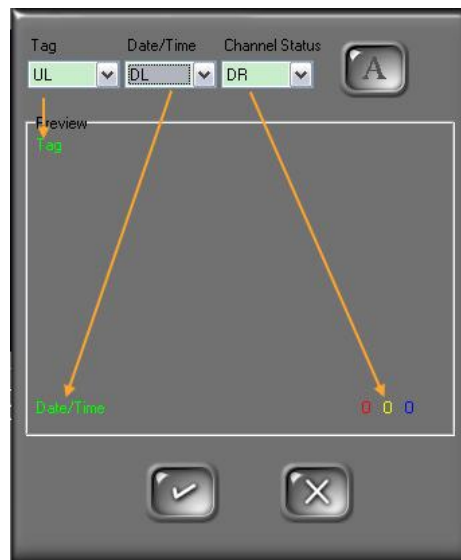 Tag Date/Time Channel Status
UL DL DR
A
Preview
Tag
Date/Time 0 0 0